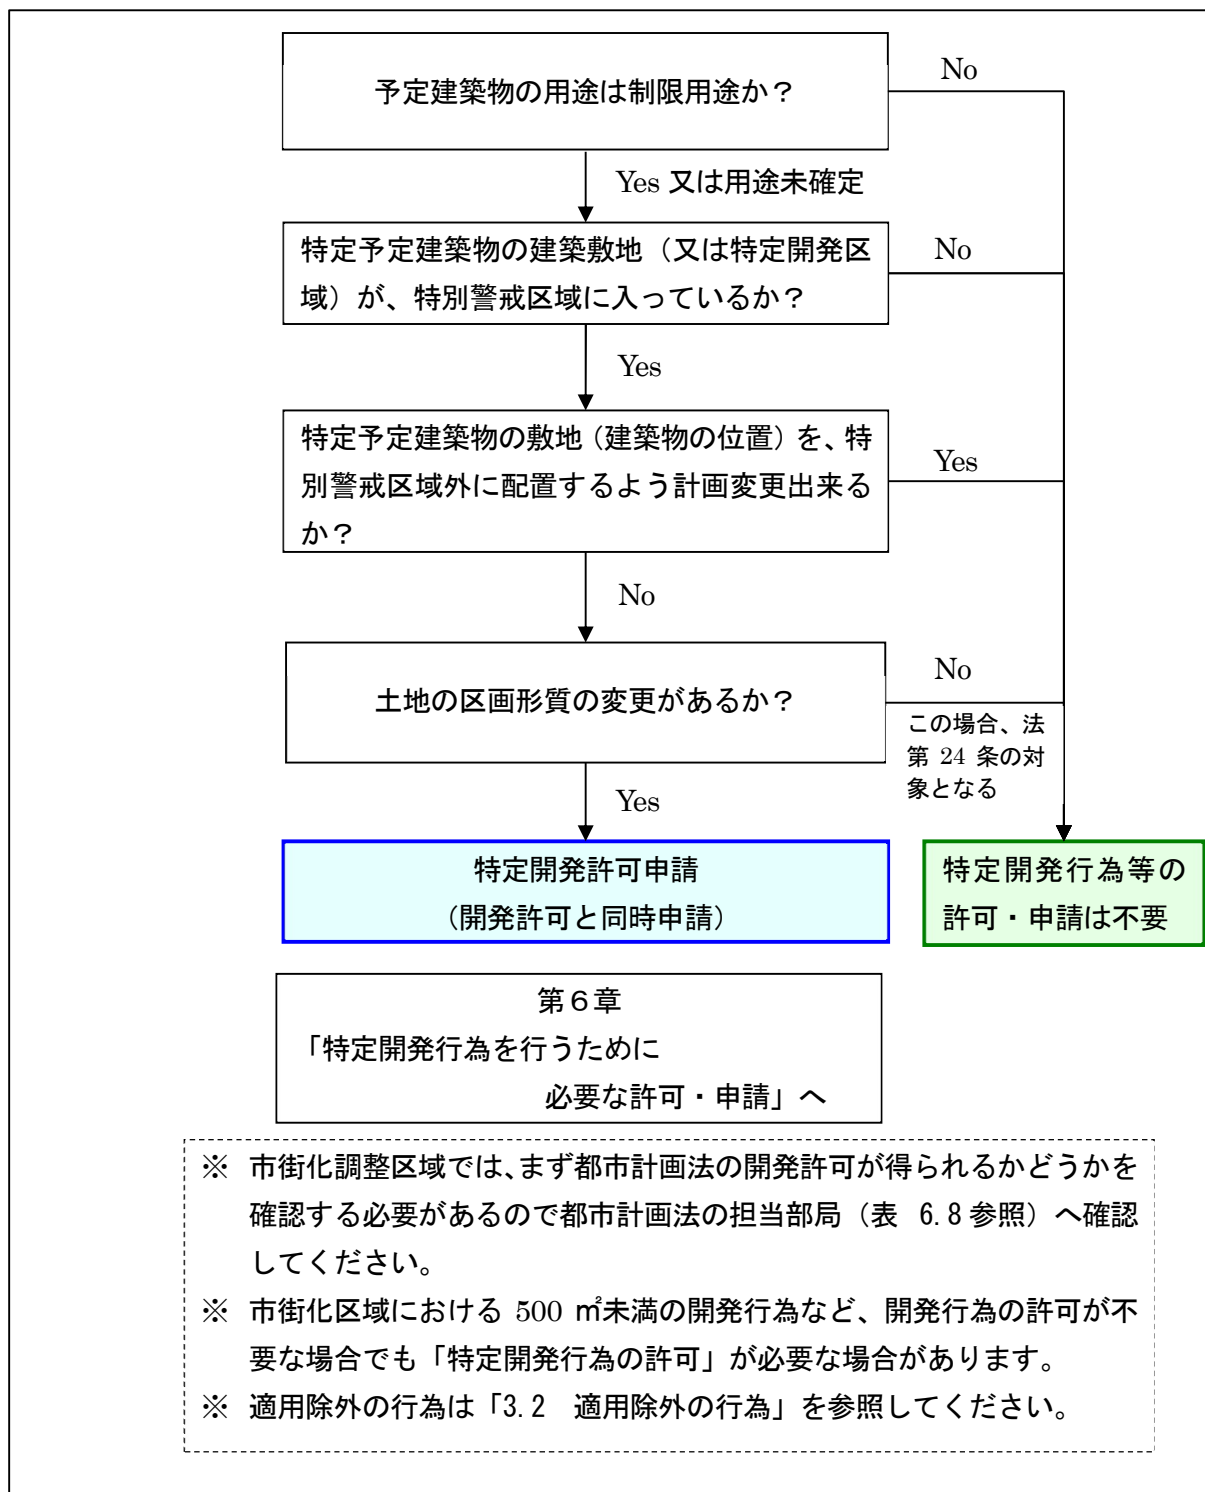 予定建築物の用途は制限用途か？
No
Yes 又は用途未確定
特定予定建築物の建築敷地（又は特定開発区
域）が、特別警戒区域に入っているか？
No
Yes
特定予定建築物の敷地（建築物の位置）を、特
別警戒区域外に配置するよう計画変更出来る
か？
Yes
No
土地の区画形質の変更があるか？
No
この場合、法
第 24 条の対
象となる
Yes
特定開発許可申請
（開発許可と同時申請）
特定開発行為等の
許可・申請は不要
第６章
「特定開発行為を行うために
必要な許可・申請」へ
※ 市街化調整区域では、まず都市計画法の開発許可が得られるかどうかを
確認する必要があるので都市計画法の担当部局（表 6.8 参照）へ確認
してください。
※ 市街化区域における 500 ㎡未満の開発行為など、開発行為の許可が不
要な場合でも「特定開発行為の許可」が必要な場合があります。
※ 適用除外の行為は「3.2　適用除外の行為」を参照してください。